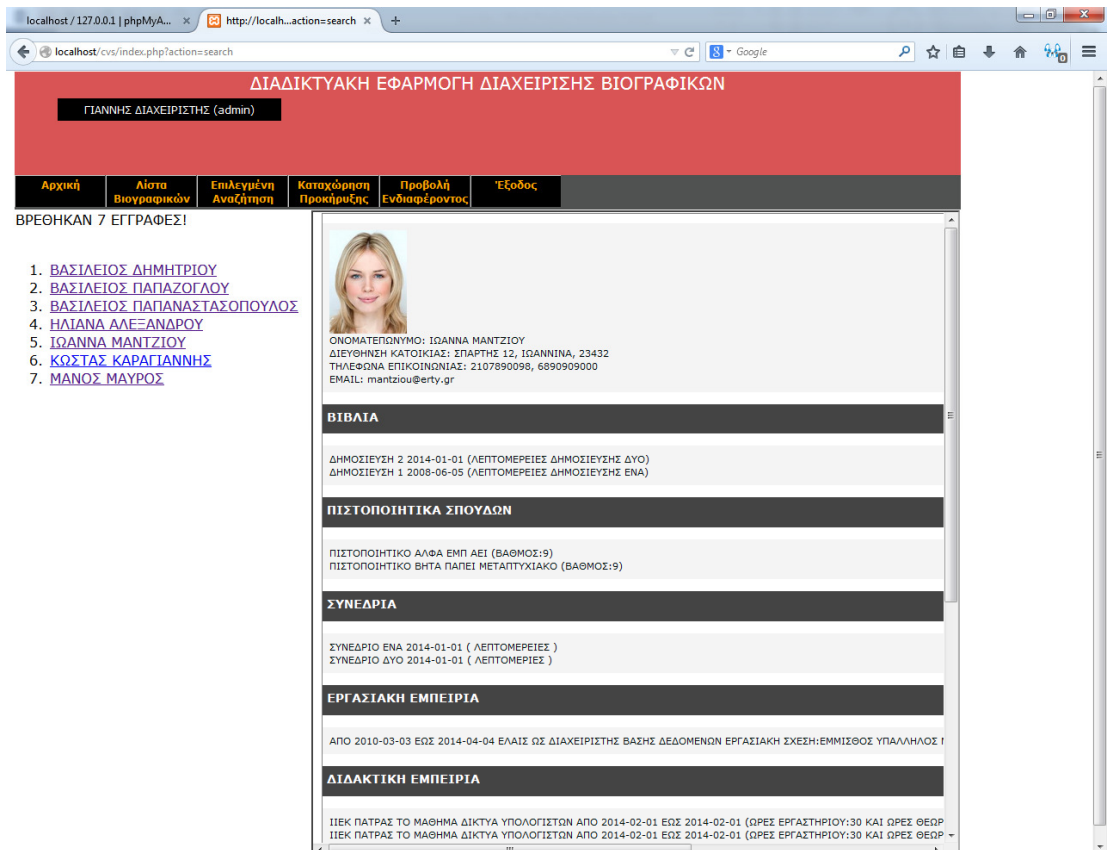 localhost / 127.0.0.1 | phpMyA...
http://localh...action=search
localhost/cvs/index.php?action=search
Google
ΔΙΑΔΙΚΤΥΑΚΗ ΕΦΑΡΜΟΓΗ ΔΙΑΧΕΙΡΙΣΗΣ ΒΙΟΓΡΑΦΙΚΩΝ
ΓΙΑΝΝΗΣ ΔΙΑΧΕΙΡΙΣΤΗΣ (admin)
Αρχική
Λίστα Βιογραφικών
Επιλεγμένη Αναζήτηση
Καταχώρηση Προκήρυξης
Προβολή Ενδιαφέροντος
Έξοδος
ΒΡΕΘΗΚΑΝ 7 ΕΓΓΡΑΦΕΣ!
1. ΒΑΣΙΛΕΙΟΣ ΔΗΜΗΤΡΙΟΥ
2. ΒΑΣΙΛΕΙΟΣ ΠΑΠΑΖΟΓΛΟΥ
3. ΒΑΣΙΛΕΙΟΣ ΠΑΠΑΝΑΣΤΑΣΟΠΟΥΛΟΣ
4. ΗΛΙΑΝΑ ΑΛΕΞΑΝΔΡΟΥ
5. ΙΩΑΝΝΑ ΜΑΝΤΖΙΟΥ
6. ΚΩΣΤΑΣ ΚΑΡΑΓΙΑΝΝΗΣ
7. ΜΑΝΟΣ ΜΑΥΡΟΣ
ΟΝΟΜΑΤΕΠΩΝΥΜΟ: ΙΩΑΝΝΑ ΜΑΝΤΖΙΟΥ
ΔΙΕΥΘΗΝΣΗ ΚΑΤΟΙΚΙΑΣ: ΣΠΑΡΤΗΣ 12, ΙΩΑΝΝΙΝΑ, 23432
ΤΗΛΕΦΩΝΑ ΕΠΙΚΟΙΝΩΝΙΑΣ: 2107890098, 6890909000
EMAIL: mantziou@erty.gr
ΒΙΒΛΙΑ
ΔΗΜΟΣΙΕΥΣΗ 2 2014-01-01 (ΛΕΠΤΟΜΕΡΕΙΕΣ ΔΗΜΟΣΙΕΥΣΗΣ ΔΥΟ)
ΔΗΜΟΣΙΕΥΣΗ 1 2008-06-05 (ΛΕΠΤΟΜΕΡΕΙΕΣ ΔΗΜΟΣΙΕΥΣΗΣ ΕΝΑ)
ΠΙΣΤΟΠΟΙΗΤΙΚΑ ΣΠΟΥΔΩΝ
ΠΙΣΤΟΠΟΙΗΤΙΚΟ ΑΛΦΑ ΕΜΠ ΑΕΙ (ΒΑΘΜΟΣ:9)
ΠΙΣΤΟΠΟΙΗΤΙΚΟ ΒΗΤΑ ΠΑΠΕΙ ΜΕΤΑΠΤΥΧΙΑΚΟ (ΒΑΘΜΟΣ:9)
ΣΥΝΕΔΡΙΑ
ΣΥΝΕΔΡΙΟ ΕΝΑ 2014-01-01 ( ΛΕΠΤΟΜΕΡΕΙΕΣ )
ΣΥΝΕΔΡΙΟ ΔΥΟ 2014-01-01 ( ΛΕΠΤΟΜΕΡΙΕΣ )
ΕΡΓΑΣΙΑΚΗ ΕΜΠΕΙΡΙΑ
ΑΠΟ 2010-03-03 ΕΩΣ 2014-04-04 ΕΛΑΙΣ ΩΣ ΔΙΑΧΕΙΡΙΣΤΗΣ ΒΑΣΗΣ ΔΕΔΟΜΕΝΩΝ ΕΡΓΑΣΙΑΚΗ ΣΧΕΣΗ:ΕΜΜΙΣΘΟΣ ΥΠΑΛΛΗΛΟΣ
ΔΙΔΑΚΤΙΚΗ ΕΜΠΕΙΡΙΑ
ΙΙΕΚ ΠΑΤΡΑΣ ΤΟ ΜΑΘΗΜΑ ΔΙΚΤΥΑ ΥΠΟΛΟΓΙΣΤΩΝ ΑΠΟ 2014-02-01 ΕΩΣ 2014-02-01 (ΩΡΕΣ ΕΡΓΑΣΤΗΡΙΟΥ:30 ΚΑΙ ΩΡΕΣ ΘΕΩΡ
ΙΙΕΚ ΠΑΤΡΑΣ ΤΟ ΜΑΘΗΜΑ ΔΙΚΤΥΑ ΥΠΟΛΟΓΙΣΤΩΝ ΑΠΟ 2014-02-01 ΕΩΣ 2014-02-01 (ΩΡΕΣ ΕΡΓΑΣΤΗΡΙΟΥ:30 ΚΑΙ ΩΡΕΣ ΘΕΩΡ